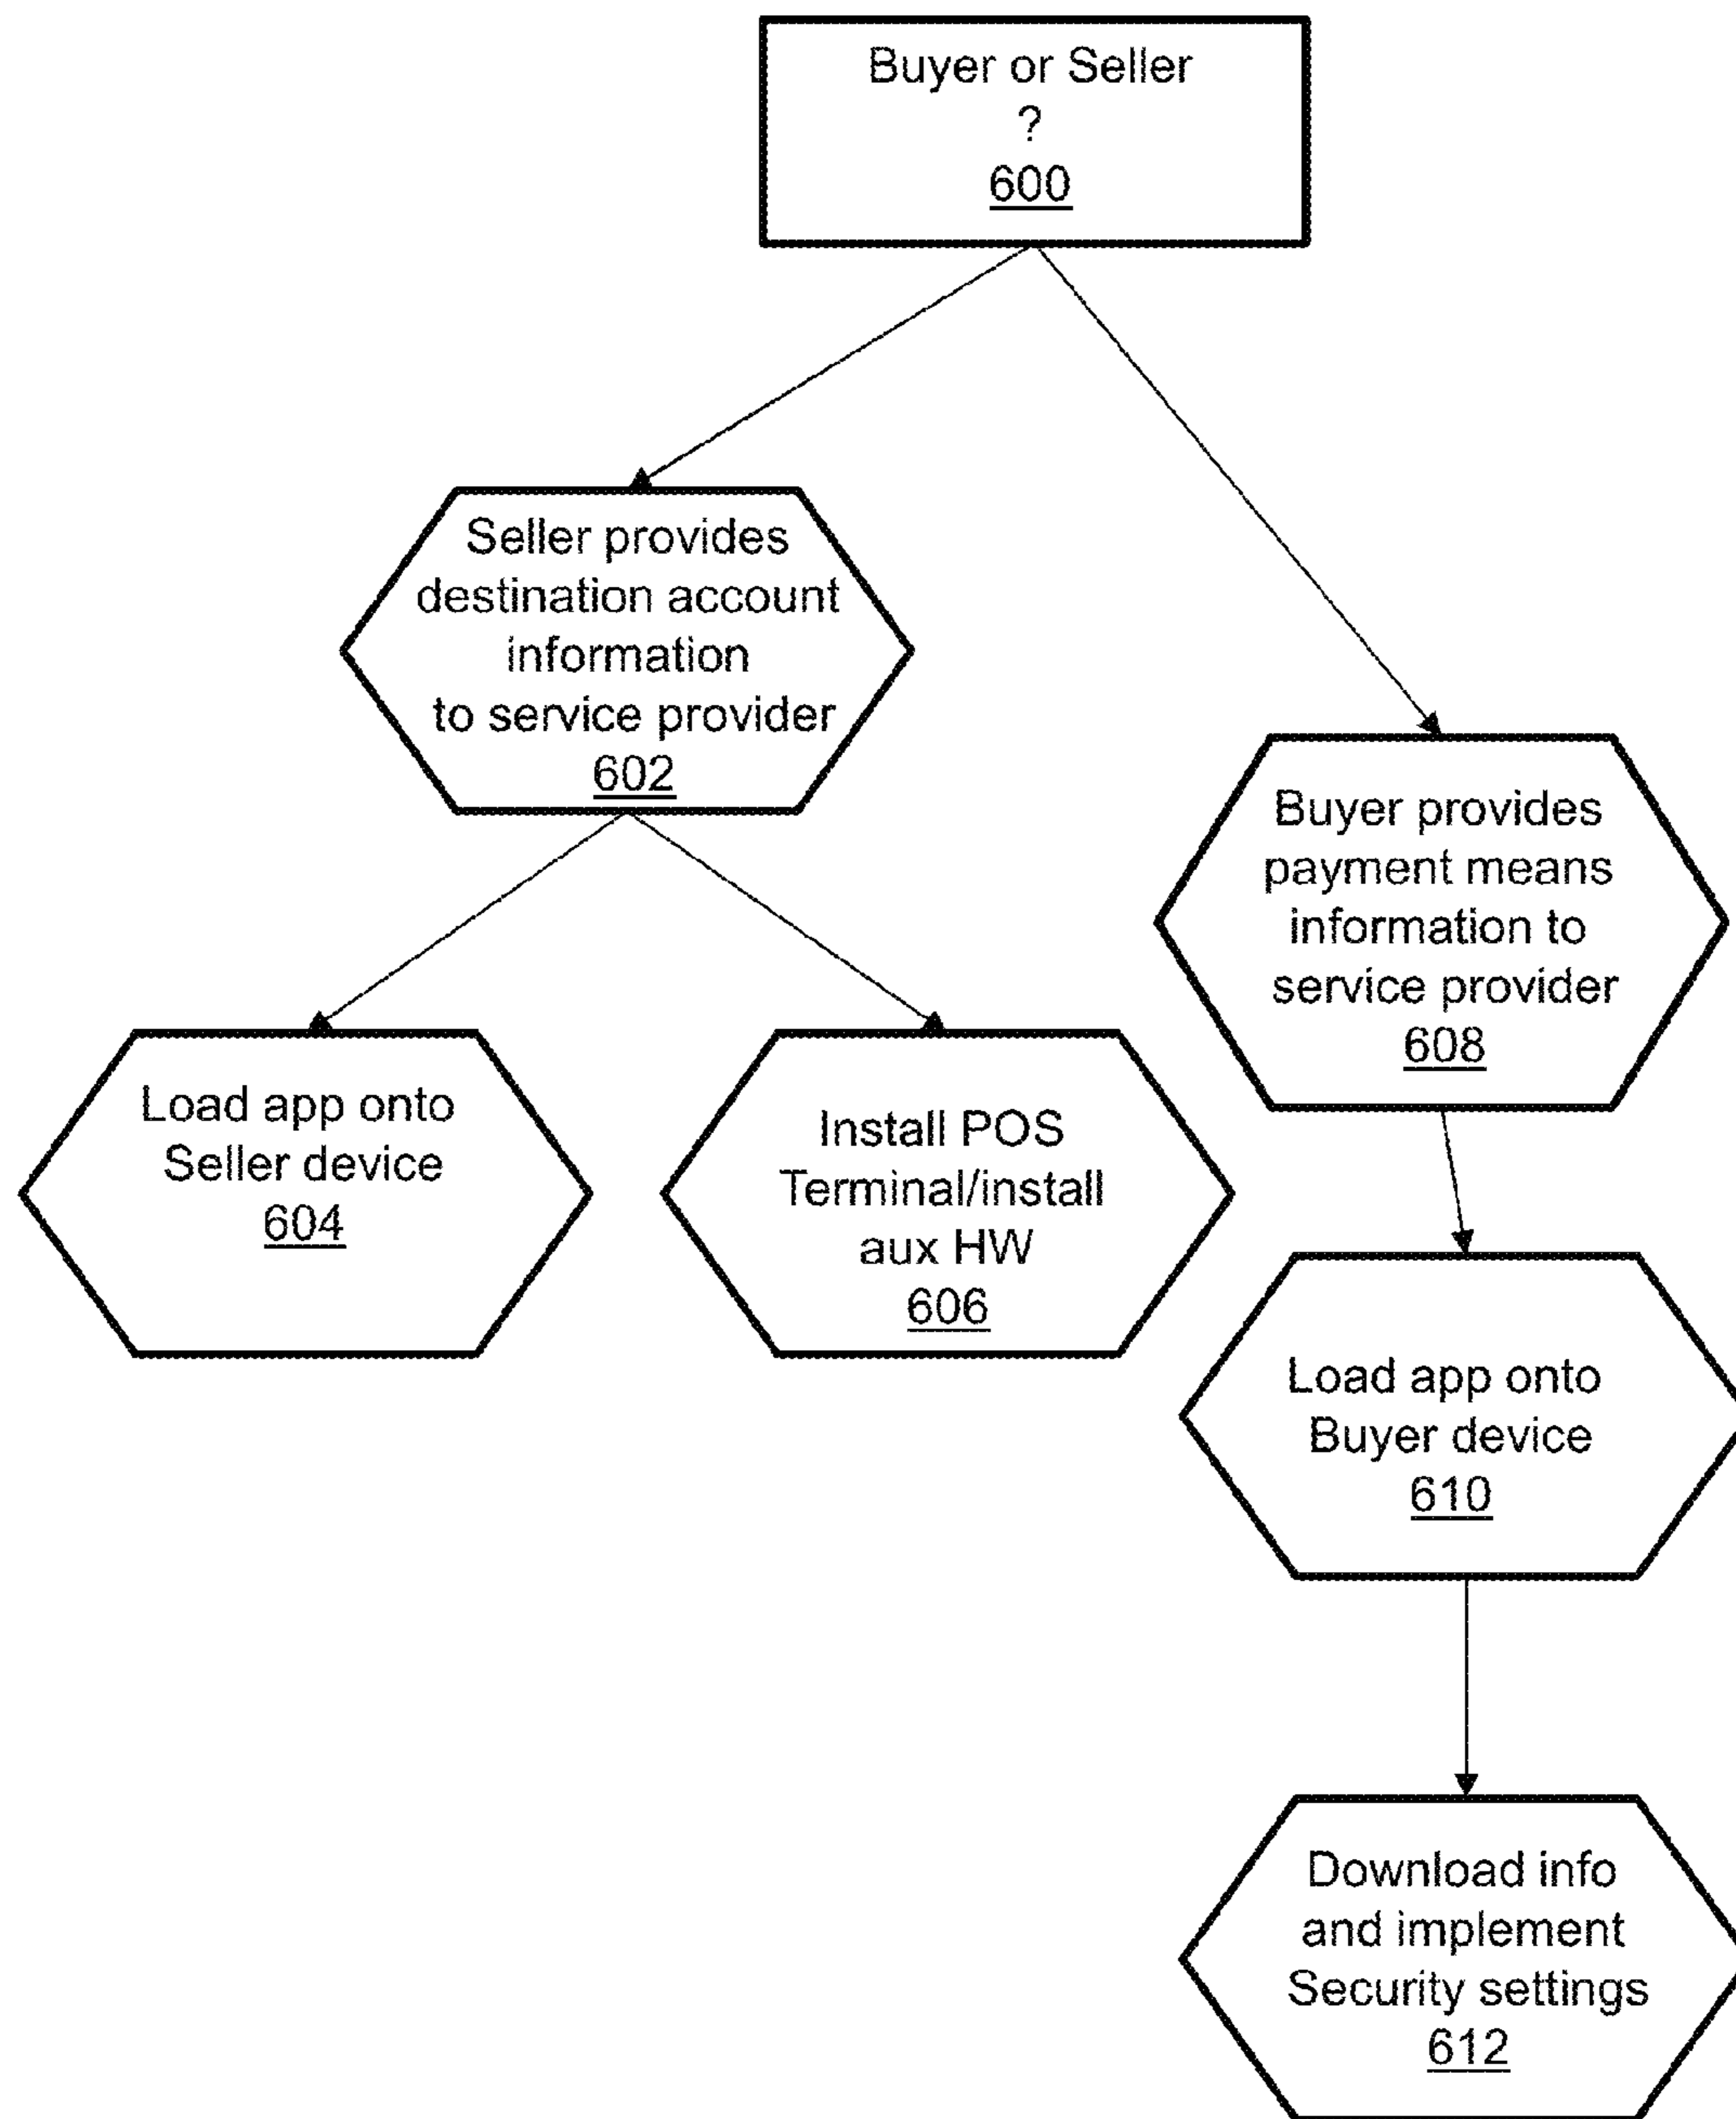 Buyer or Seller
?
600
Seller provides
destination account
information
to service provider
602
Load app onto
Seller device
604
Install POS
Terminal/install
aux HW
606
Buyer provides
payment means
information to
service provider
608
Load app onto
Buyer device
610
Download info
and implement
Security settings
612